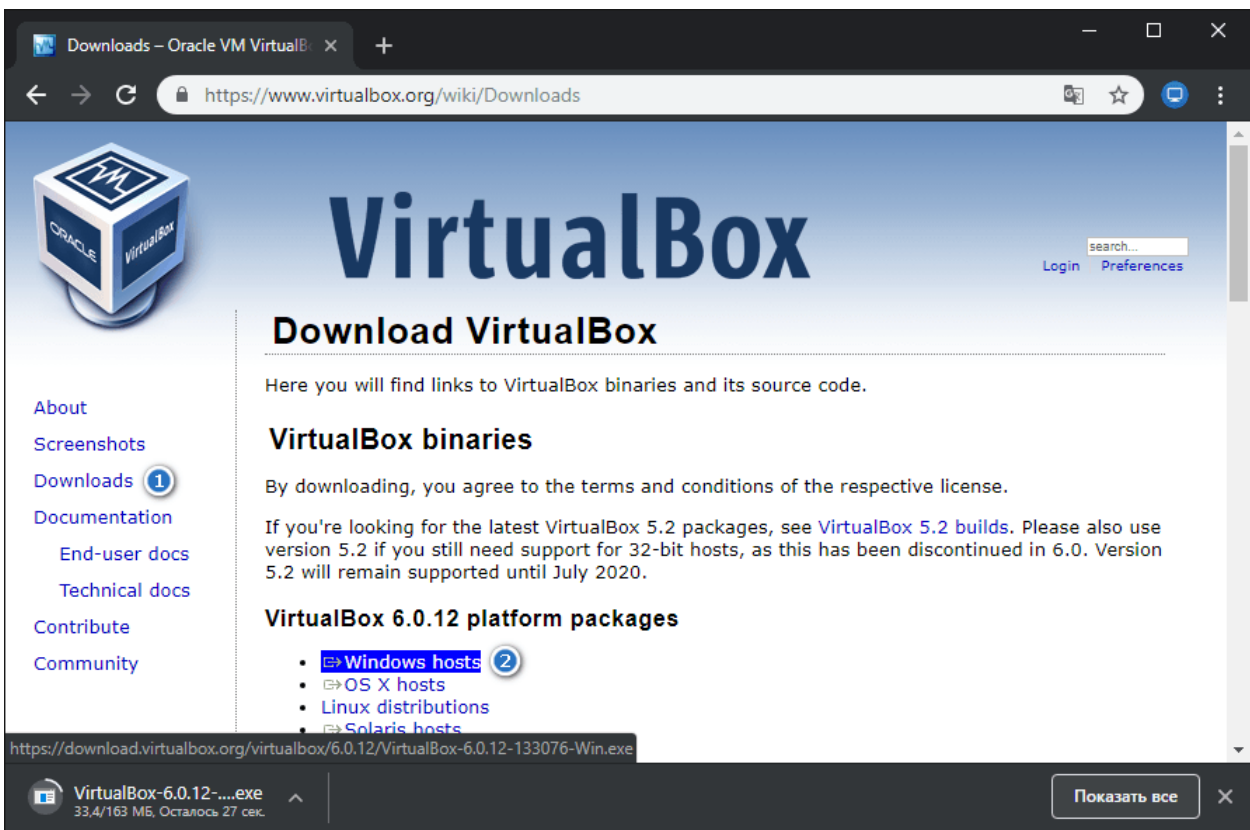 Downloads – Oracle VM VirtualB
https://www.virtualbox.org/wiki/Downloads
ORACLE
VirtualBox
VirtualBox
search...
Login Preferences
Download VirtualBox
Here you will find links to VirtualBox binaries and its source code.
About
Screenshots
Downloads 1
Documentation
End-user docs
Technical docs
Contribute
Community
VirtualBox binaries
By downloading, you agree to the terms and conditions of the respective license.
If you're looking for the latest VirtualBox 5.2 packages, see VirtualBox 5.2 builds. Please also use
version 5.2 if you still need support for 32-bit hosts, as this has been discontinued in 6.0. Version
5.2 will remain supported until July 2020.
VirtualBox 6.0.12 platform packages
• Windows hosts 2
• OS X hosts
• Linux distributions
• Solaris hosts
https://download.virtualbox.org/virtualbox/6.0.12/VirtualBox-6.0.12-133076-Win.exe
VirtualBox-6.0.12-....exe
33,4/163 МБ, Осталось 27 сек.
Показать все